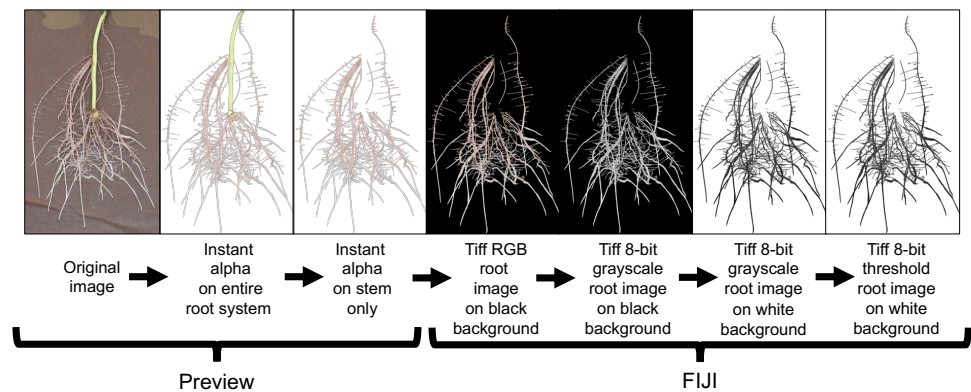 Original
image
Instant
alpha
on entire
root system
Instant
alpha
on stem
only
Tiff RGB
root
image
on black
background
Tiff 8-bit
grayscale
root image
on black
background
Tiff 8-bit
grayscale
root image
on white
background
Tiff 8-bit
threshold
root image
on white
background
Preview
FIJI